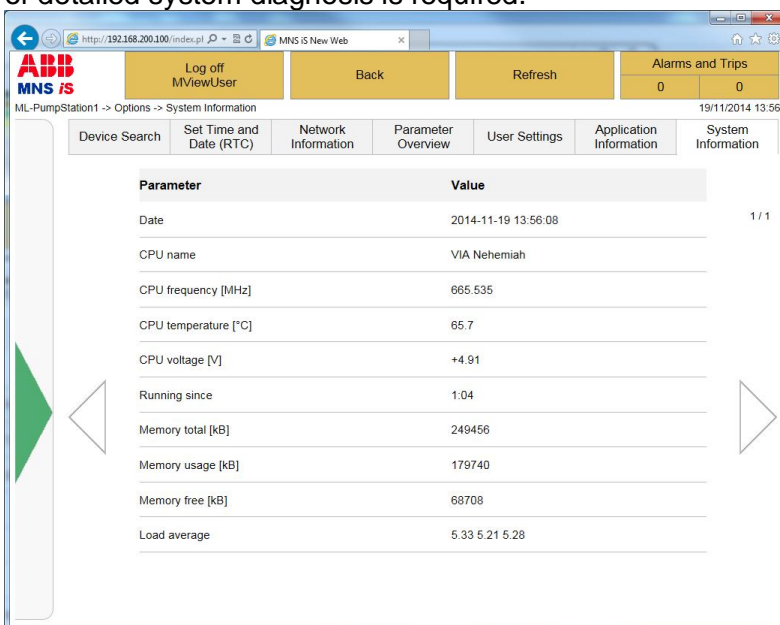 or detailed system diagnosis is required.
http://192.168.200.100/index.pl
MNS iS New Web
ABB
MNS iS
Log off
MViewUser
Back
Refresh
Alarms and Trips
0 0
ML-PumpStation1 -> Options -> System Information
19/11/2014 13:56
Device Search
Set Time and
Date (RTC)
Network
Information
Parameter
Overview
User Settings
Application
Information
System
Information
Parameter Value
Date 2014-11-19 13:56:08
1 / 1
CPU name VIA Nehemiah
CPU frequency [MHz] 665.535
CPU temperature [°C] 65.7
CPU voltage [V] +4.91
Running since 1:04
Memory total [kB] 249456
Memory usage [kB] 179740
Memory free [kB] 68708
Load average 5.33 5.21 5.28